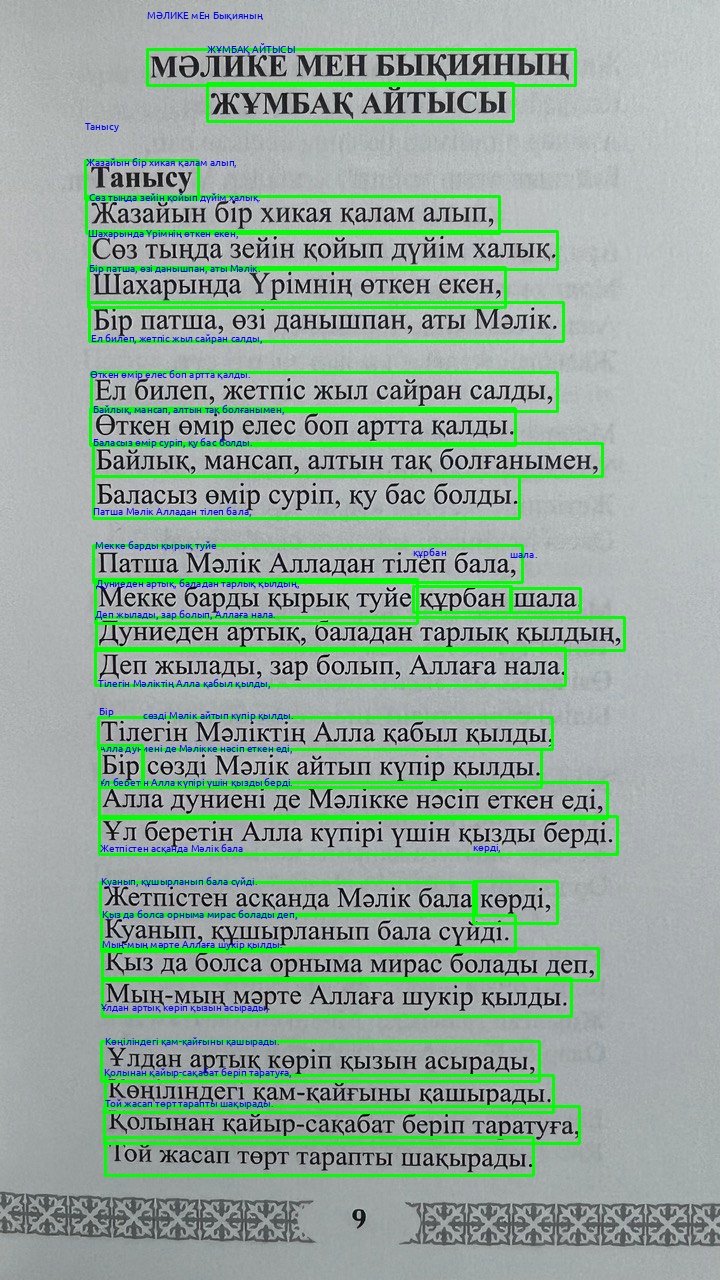 МӘЛИКЕ МЕН БЫҚИЯНЫҢ
ЖҰМБАҚ АЙТЫСЫ
Танысу
Жазайын бір хикая қалам алып,
Сөз тыңда зейін қойып дүйім халық.
Шахарында Үрімнің өткен екен,
Бір патша, өзі данышпан, аты Мәлік.
Ел билеп, жетпіс жыл сайран салды,
Өткен өмір елес боп артта қалды.
Байлық, мансап, алтын тақ болғанымен,
Баласыз өмір суріп, қу бас болды.
Патша Мәлік Алладан тілеп бала,
Мекке барды қырық туйе құрбан шала.
Дуниеден артық, баладан тарлық қылдың,
Деп жылады, зар болып, Аллаға нала.
Тілегін Мәліктің Алла қабыл қылды,
Бір сөзді Мәлік айтып күпір қылды.
Алла дуниені де Мәлікке нәсіп еткен еді,
Ұл беретін Алла күпірі үшін қызды берді.
Жетпістен асқанда Мәлік бала көрді,
Қуанып, құшырланып бала сүйді.
Қыз да болса орныма мирас болады деп,
Мың-мың мәрте Аллаға шукір қылды.
Ұлдан артық көріп қызын асырады,
Көңіліндегі қам-қайғыны қашырады.
Қолынан қайыр-сақабат беріп таратуға,
Той жасап төрт тарапты шақырады.
9